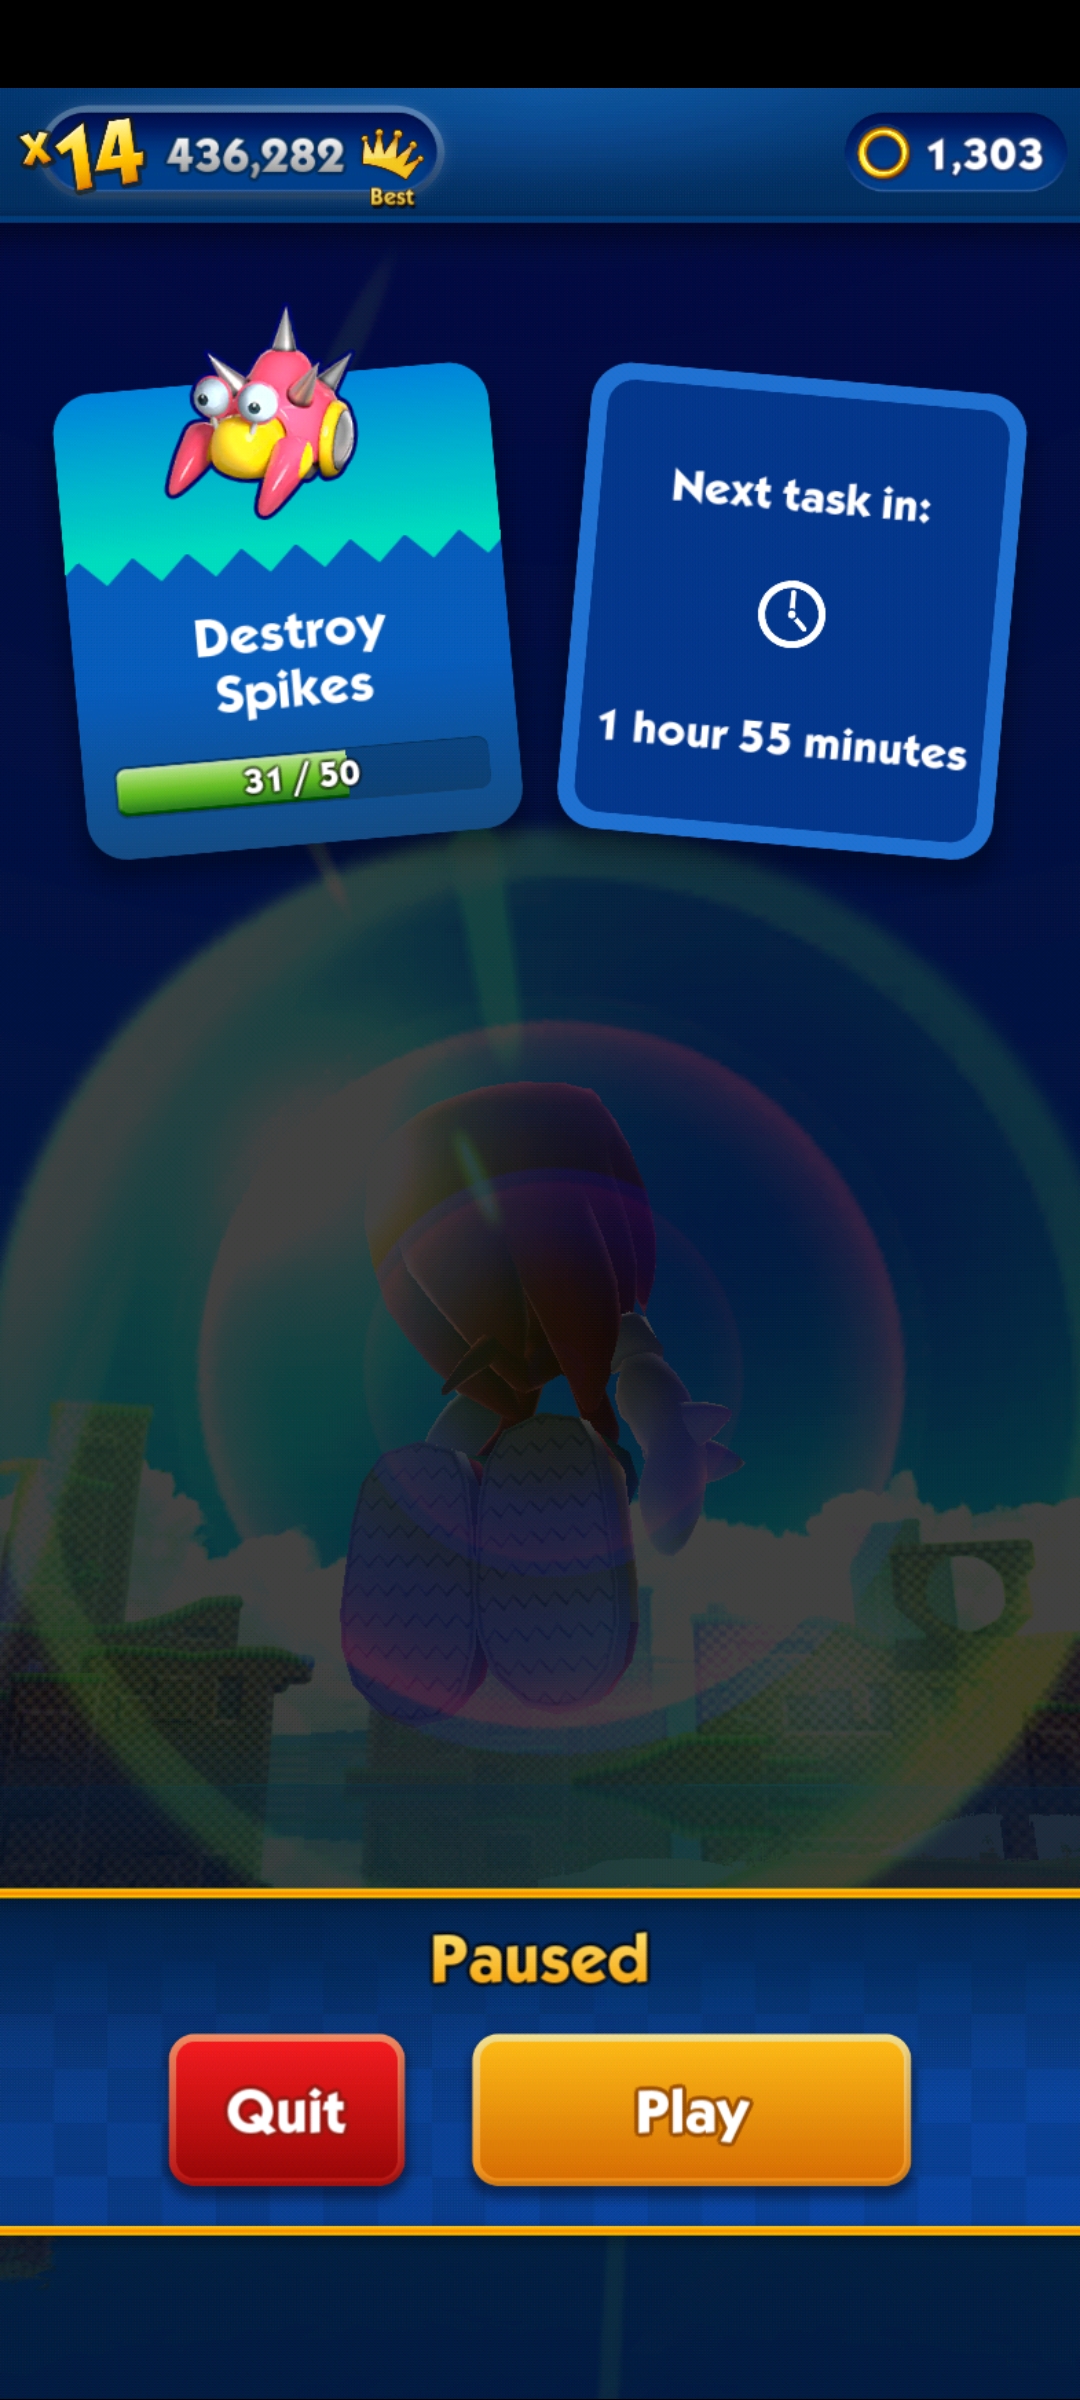 x14 436,282
Best
1,303
Destroy
Spikes
31 / 50
Next task in:
1 hour 55 minutes
Paused
Quit
Play